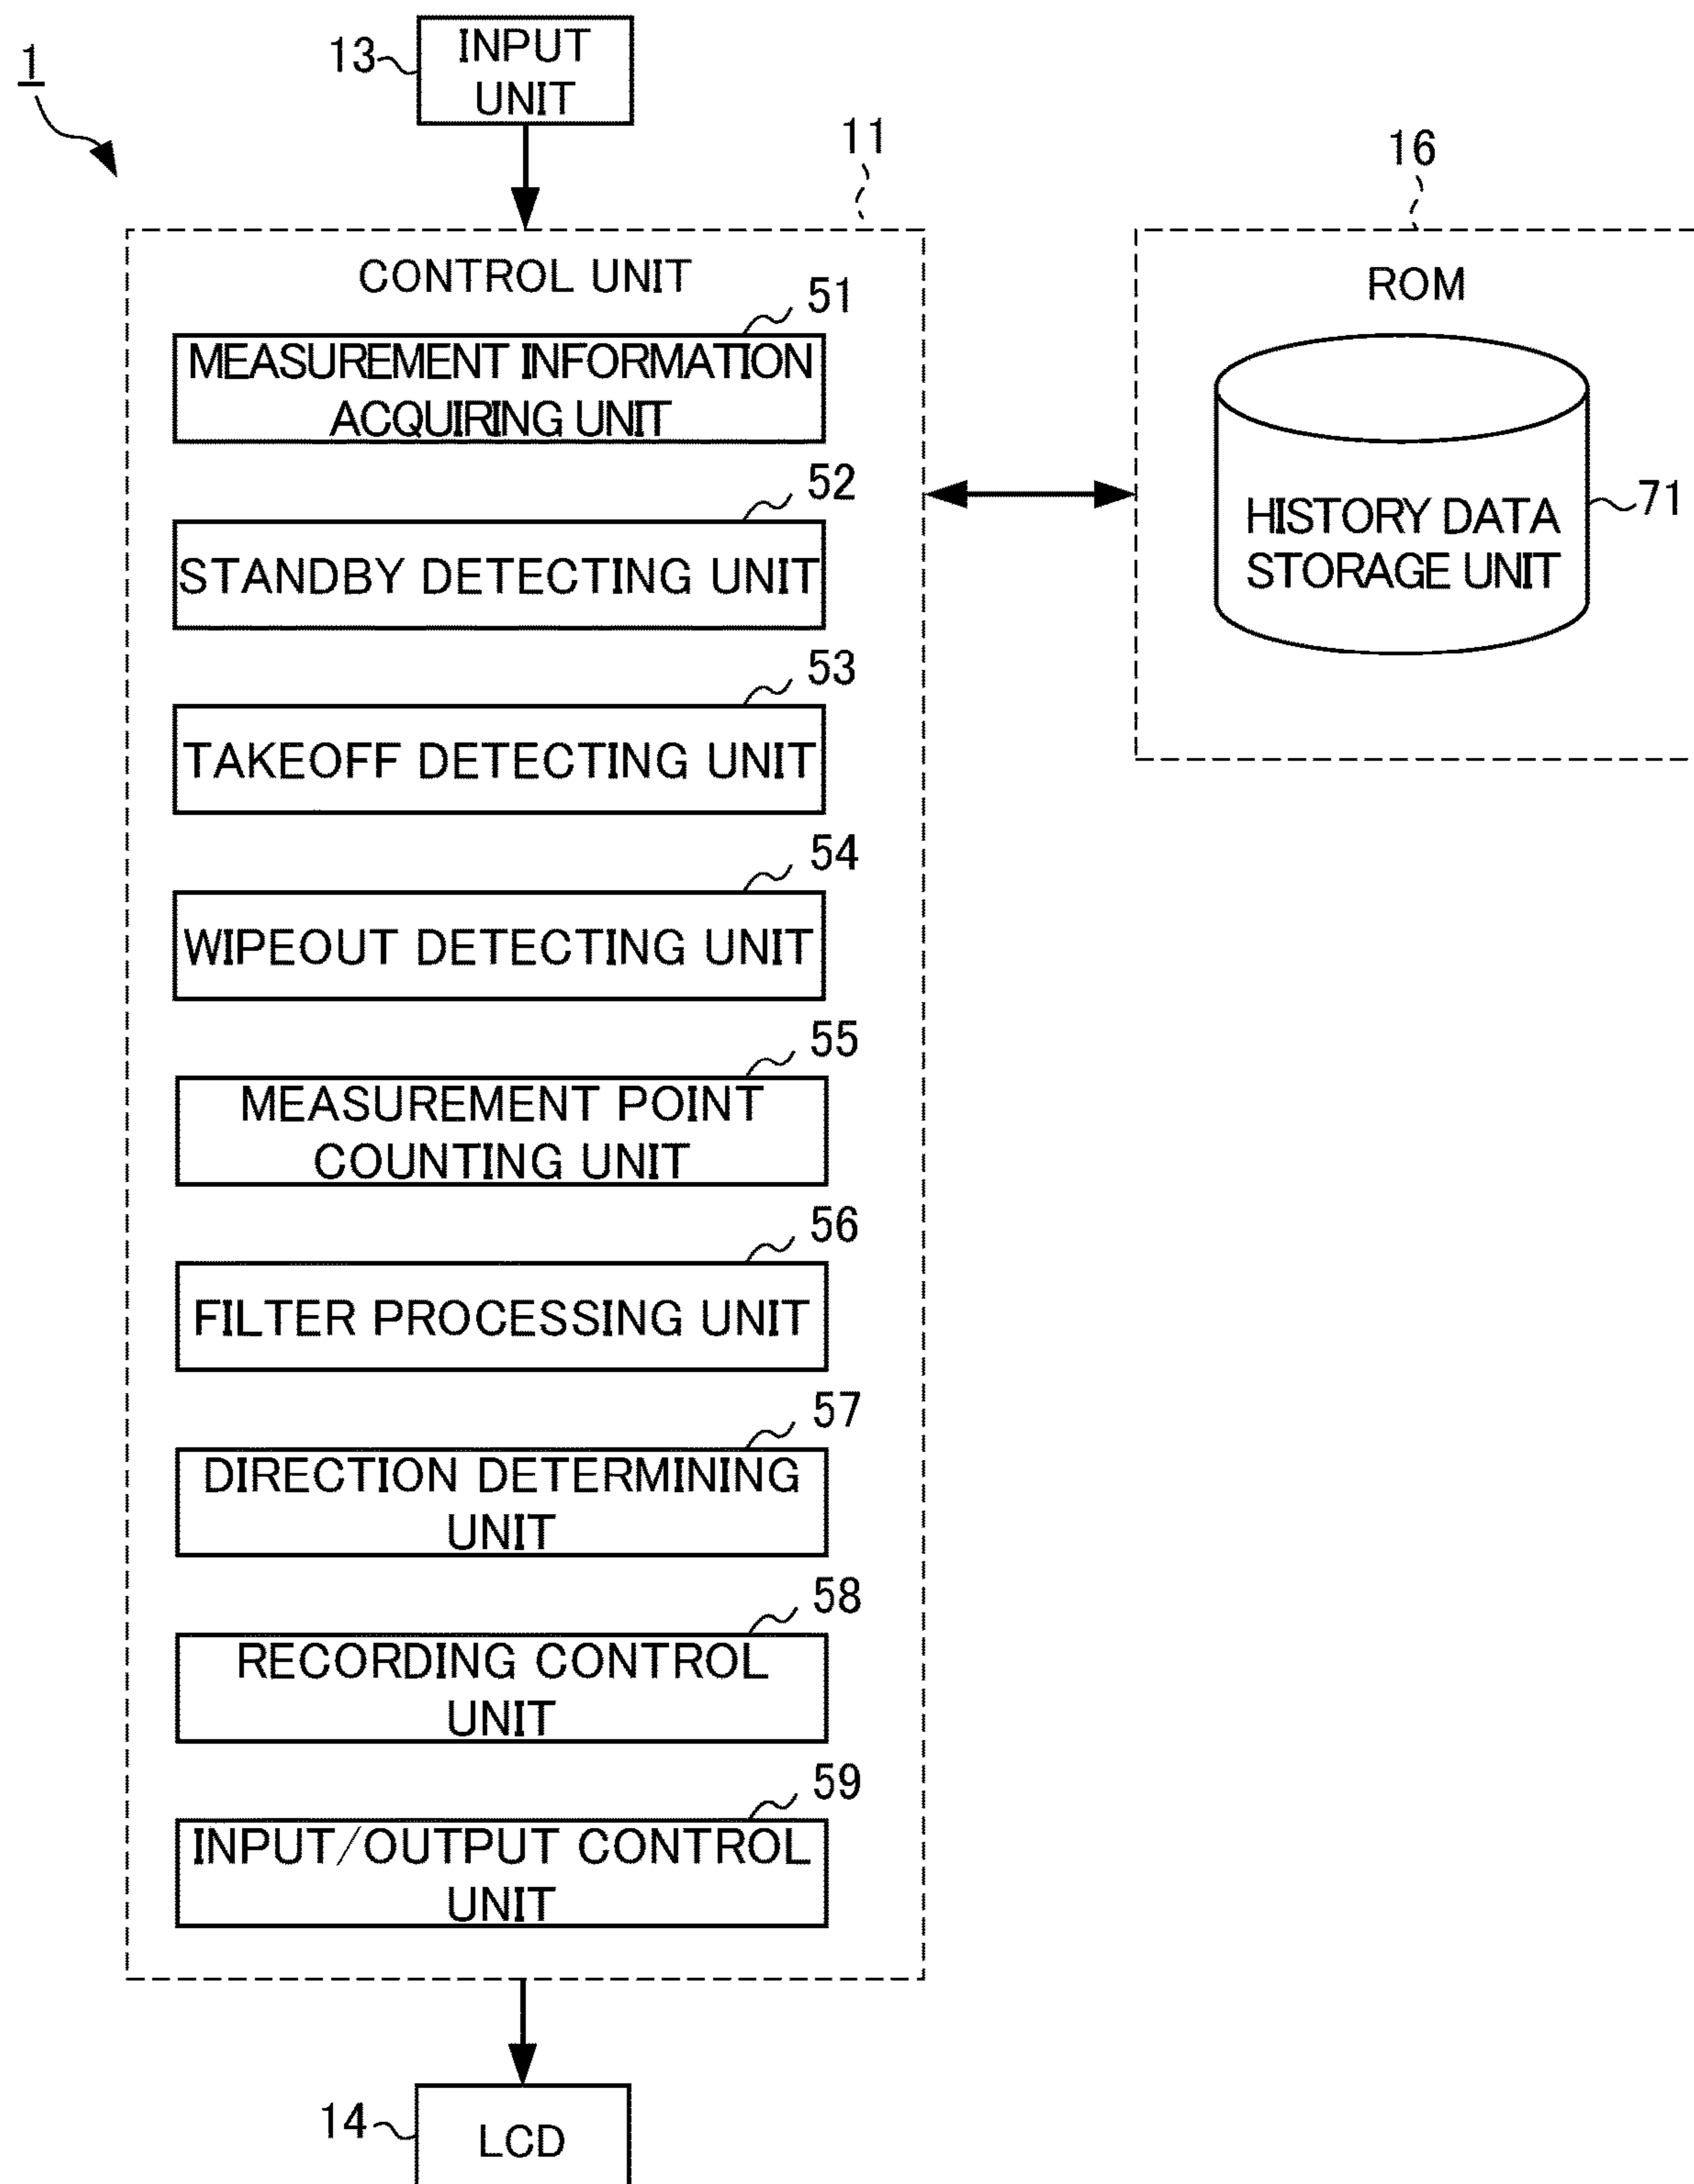 1
13
INPUT
UNIT
11
16
CONTROL UNIT
ROM
51
MEASUREMENT INFORMATION
ACQUIRING UNIT
52
STANDBY DETECTING UNIT
HISTORY DATA
STORAGE UNIT
71
53
TAKEOFF DETECTING UNIT
54
WIPEOUT DETECTING UNIT
55
MEASUREMENT POINT
COUNTING UNIT
56
FILTER PROCESSING UNIT
57
DIRECTION DETERMINING
UNIT
58
RECORDING CONTROL
UNIT
59
INPUT/OUTPUT CONTROL
UNIT
14
LCD